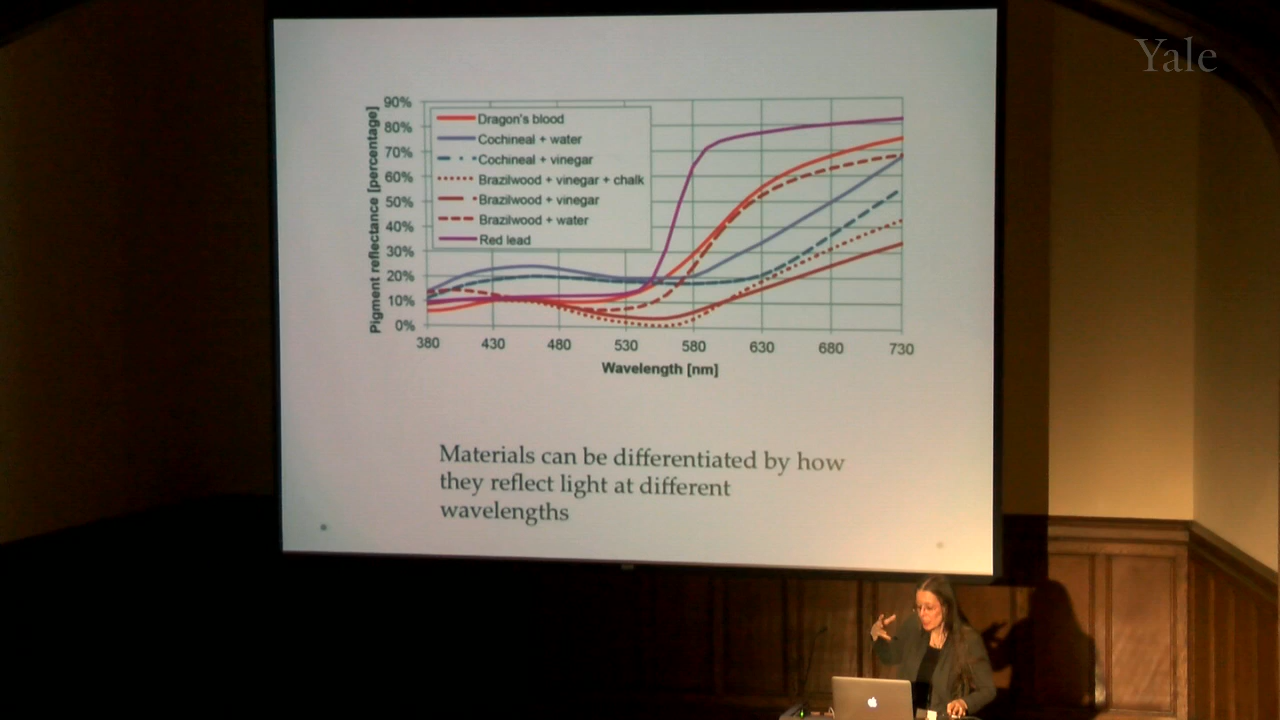 Yale
90%
80%
70%
60%
50%
40%
30%
20%
10%
0%
Pigment reflectance [percentage]
Dragon's blood
Cochineal + water
Cochineal + vinegar
Brazilwood + vinegar + chalk
Brazilwood + vinegar
Brazilwood + water
Red lead
380 430 480 530 580 630 680 730
Wavelength [nm]
Materials can be differentiated by how
they reflect light at different
wavelengths